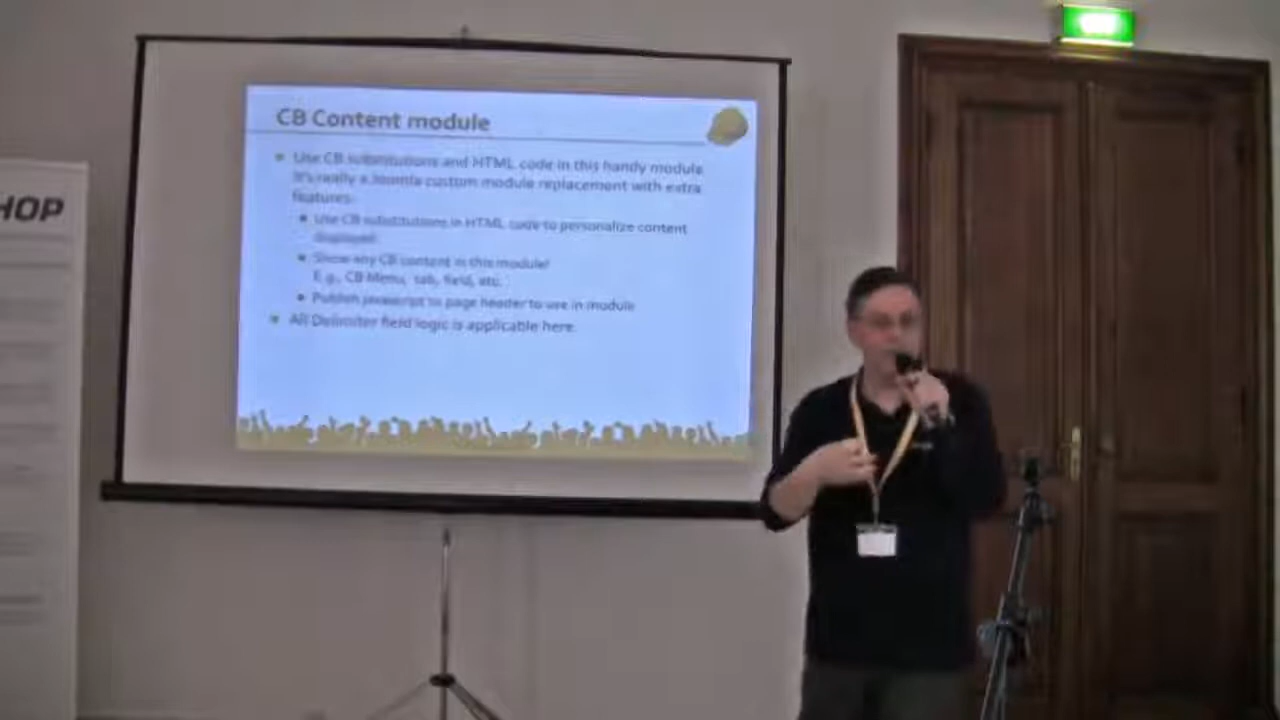 HOP
CB Content module
Use CB substitutions and HTML code in this handy module
It's really a Joomla custom module replacement with extra
features:
Use CB substitutions in HTML code to personalize content
displayed.
Show any CB content in this module!
E.g., CB Menu, tab, field, etc.
Publish javascript to page header to use in module
All Delimiter field logic is applicable here.